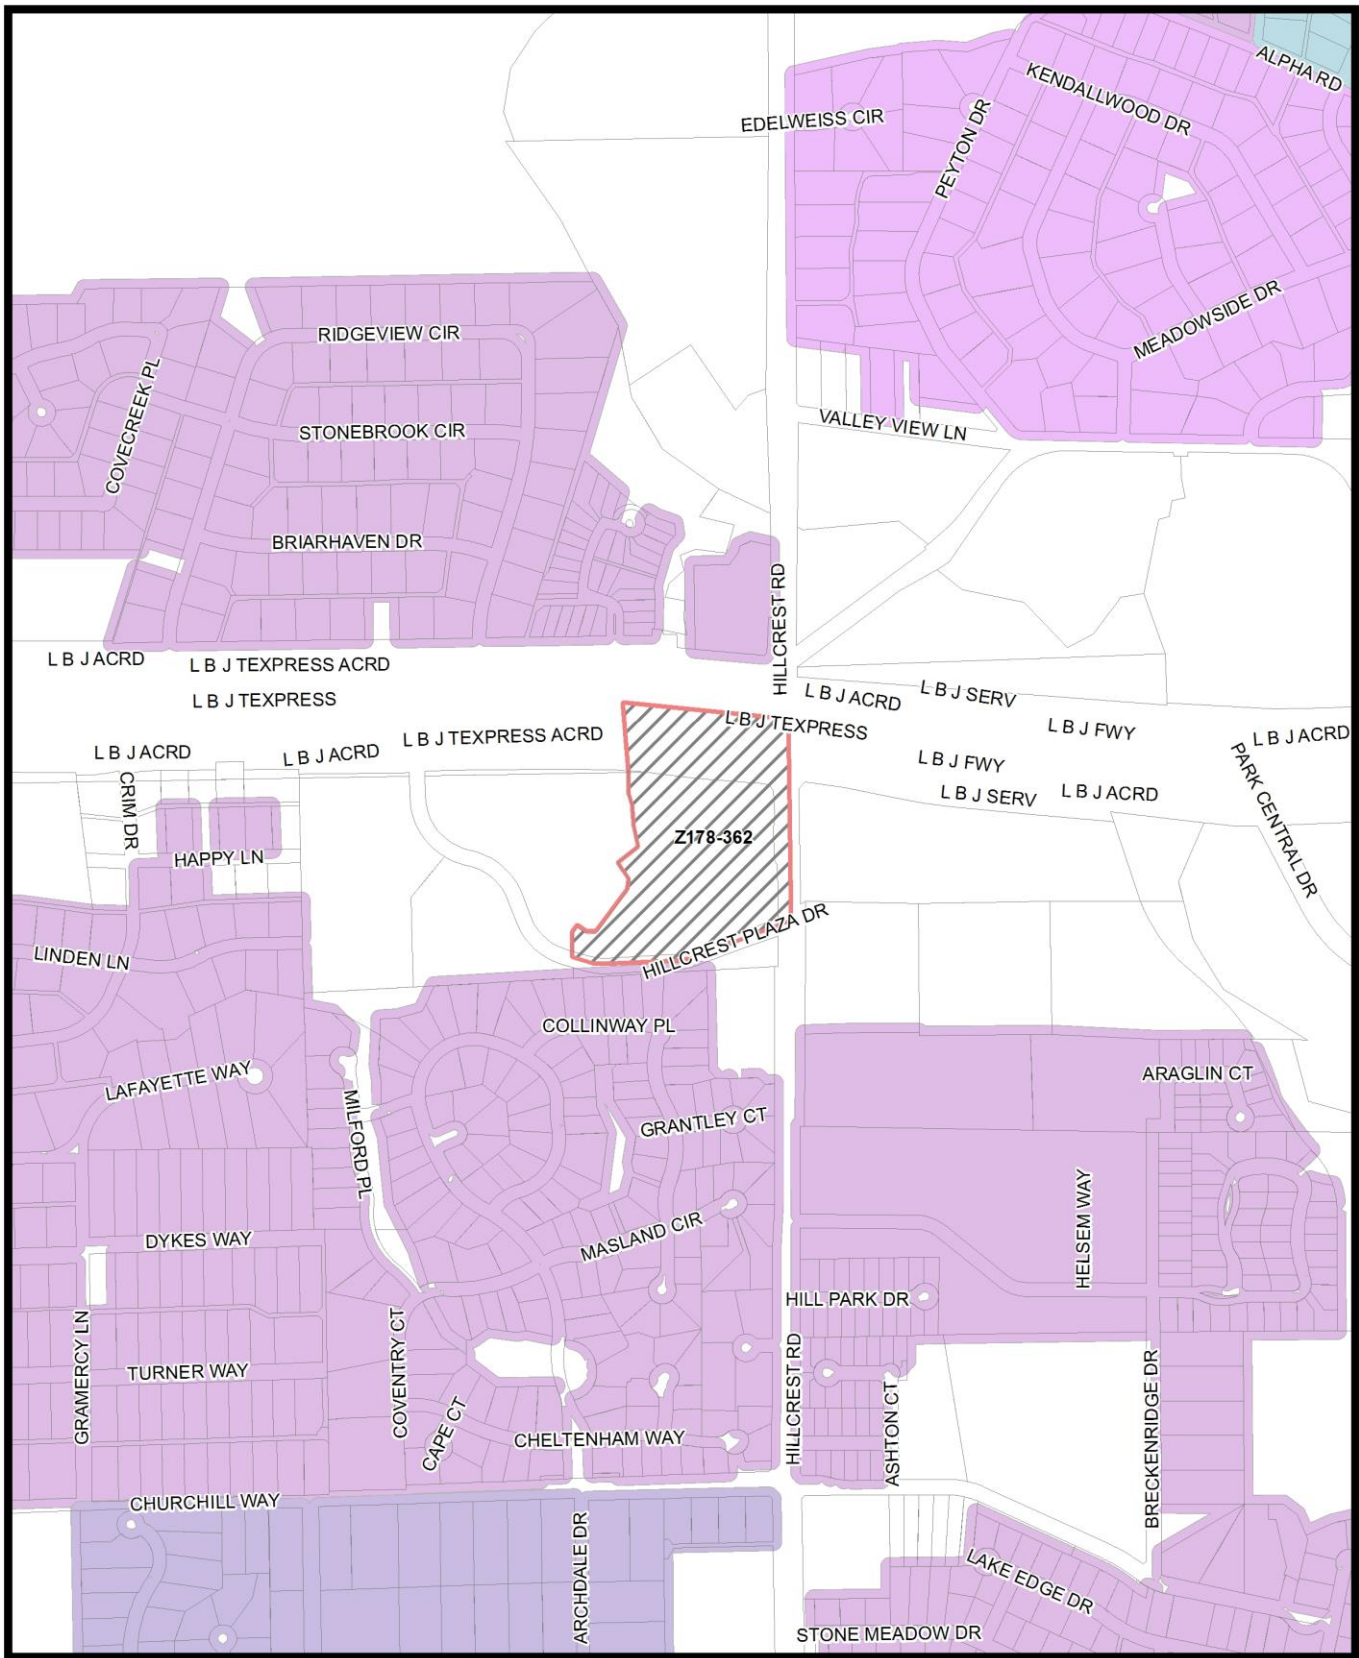 ALPHA RD
KENDALLWOOD DR
EDELWEISS CIR
PEYTON DR
MEADOWSIDE DR
RIDGEVIEW CIR
COVECREEK PL
STONEBROOK CIR
VALLEY VIEW LN
BRIARHAVEN DR
HILLCREST RD
L B J ACRD
L B J TEXPRESS ACRD
L B J TEXPRESS
L B J ACRD
L B J SERV
L B J TEXPRESS
L B J FWY
L B J ACRD
L B J TEXPRESS ACRD
L B J ACRD
L B J ACRD
L B J FWY
L B J SERV
L B J ACRD
PARK CENTRAL DR
CRIM DR
Z178-362
HAPPY LN
HILLCREST PLAZA DR
LINDEN LN
COLLINWAY PL
LAFAYETTE WAY
ARAGLIN CT
MILFORD PL
GRANTLEY CT
HELSEM WAY
DYKES WAY
MASLAND CIR
HILL PARK DR
GRAMERCY LN
TURNER WAY
COVENTRY CT
CAPE CT
HILLCREST RD
ASHTON CT
BRECKENRIDGE DR
CHELTENHAM WAY
CHURCHILL WAY
ARCHDALE DR
LAKE EDGE DR
STONE MEADOW DR